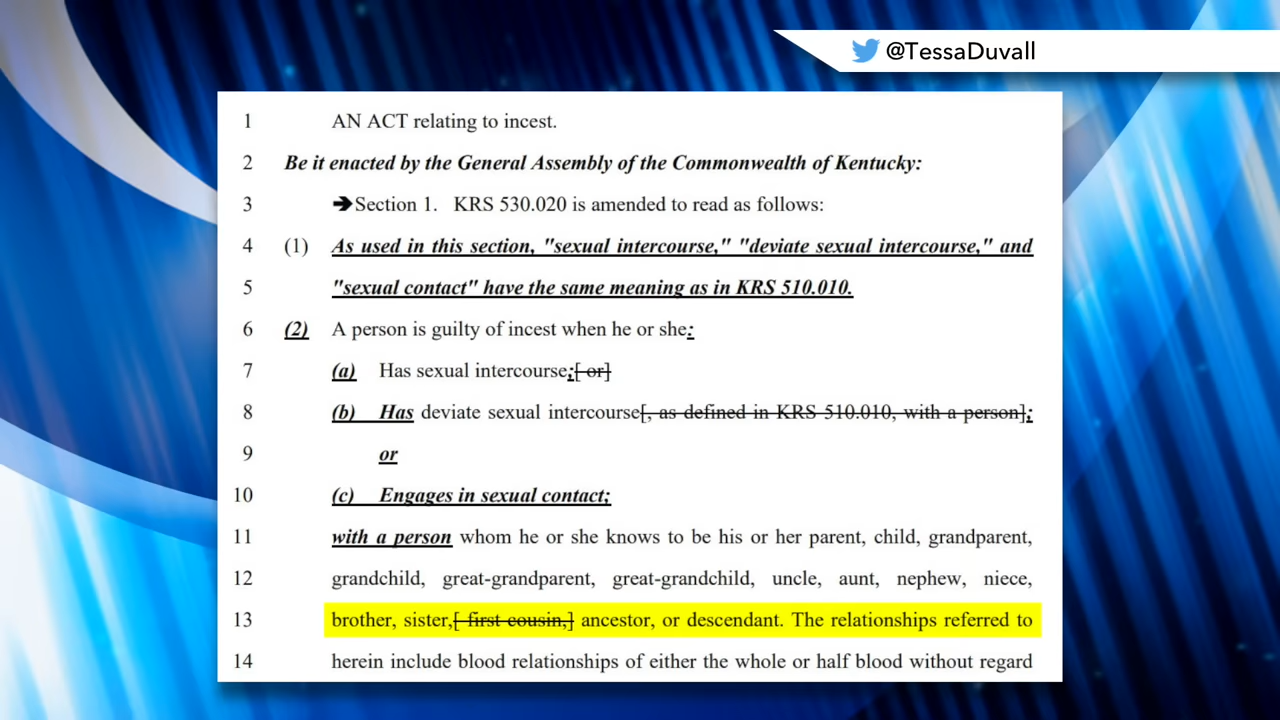 @TessaDuvall
1 AN ACT relating to incest.
2 Be it enacted by the General Assembly of the Commonwealth of Kentucky:
3 ➔Section 1. KRS 530.020 is amended to read as follows:
4 (1) As used in this section, "sexual intercourse," "deviate sexual intercourse," and
5 "sexual contact" have the same meaning as in KRS 510.010.
6 (2) A person is guilty of incest when he or she:
7 (a) Has sexual intercourse;[ or]
8 (b) Has deviate sexual intercourse[, as defined in KRS 510.010, with a person];
9 or
10 (c) Engages in sexual contact;
11 with a person whom he or she knows to be his or her parent, child, grandparent,
12 grandchild, great-grandparent, great-grandchild, uncle, aunt, nephew, niece,
13 brother, sister,[ first cousin,] ancestor, or descendant. The relationships referred to
14 herein include blood relationships of either the whole or half blood without regard